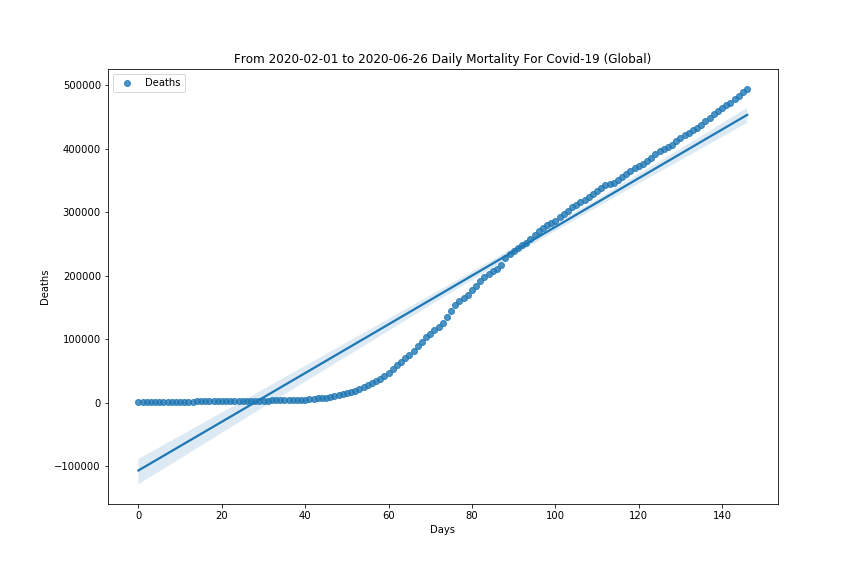 From 2020-02-01 to 2020-06-26 Daily Mortality For Covid-19 (Global)
Deaths
500000
400000
300000
200000
100000
0
−100000
Deaths
0 20 40 60 80 100 120 140
Days